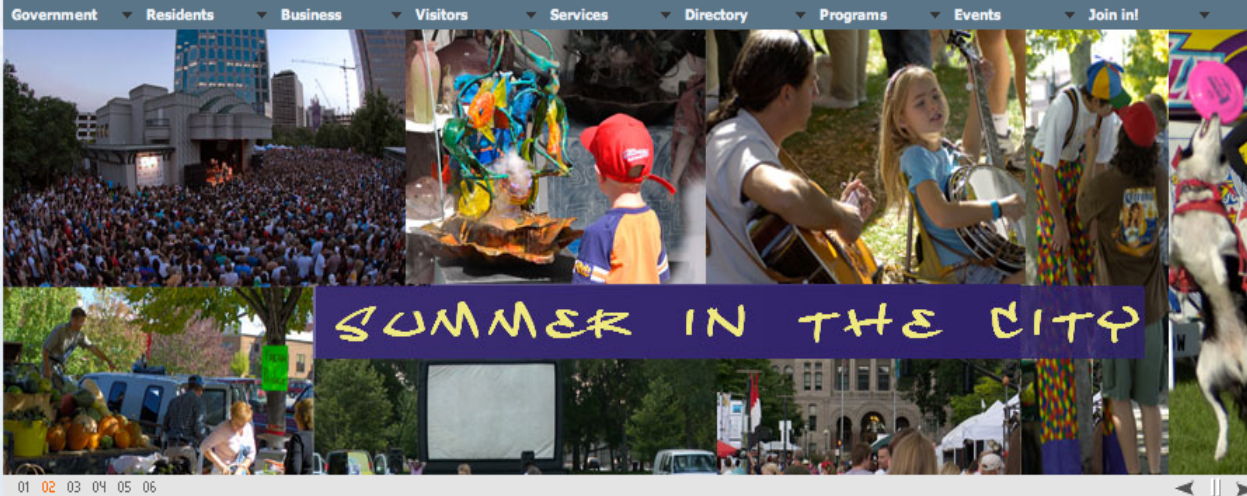 Government Residents Business Visitors Services Directory Programs Events Join in!
SUMMER IN THE CITY
01 02 03 04 05 06